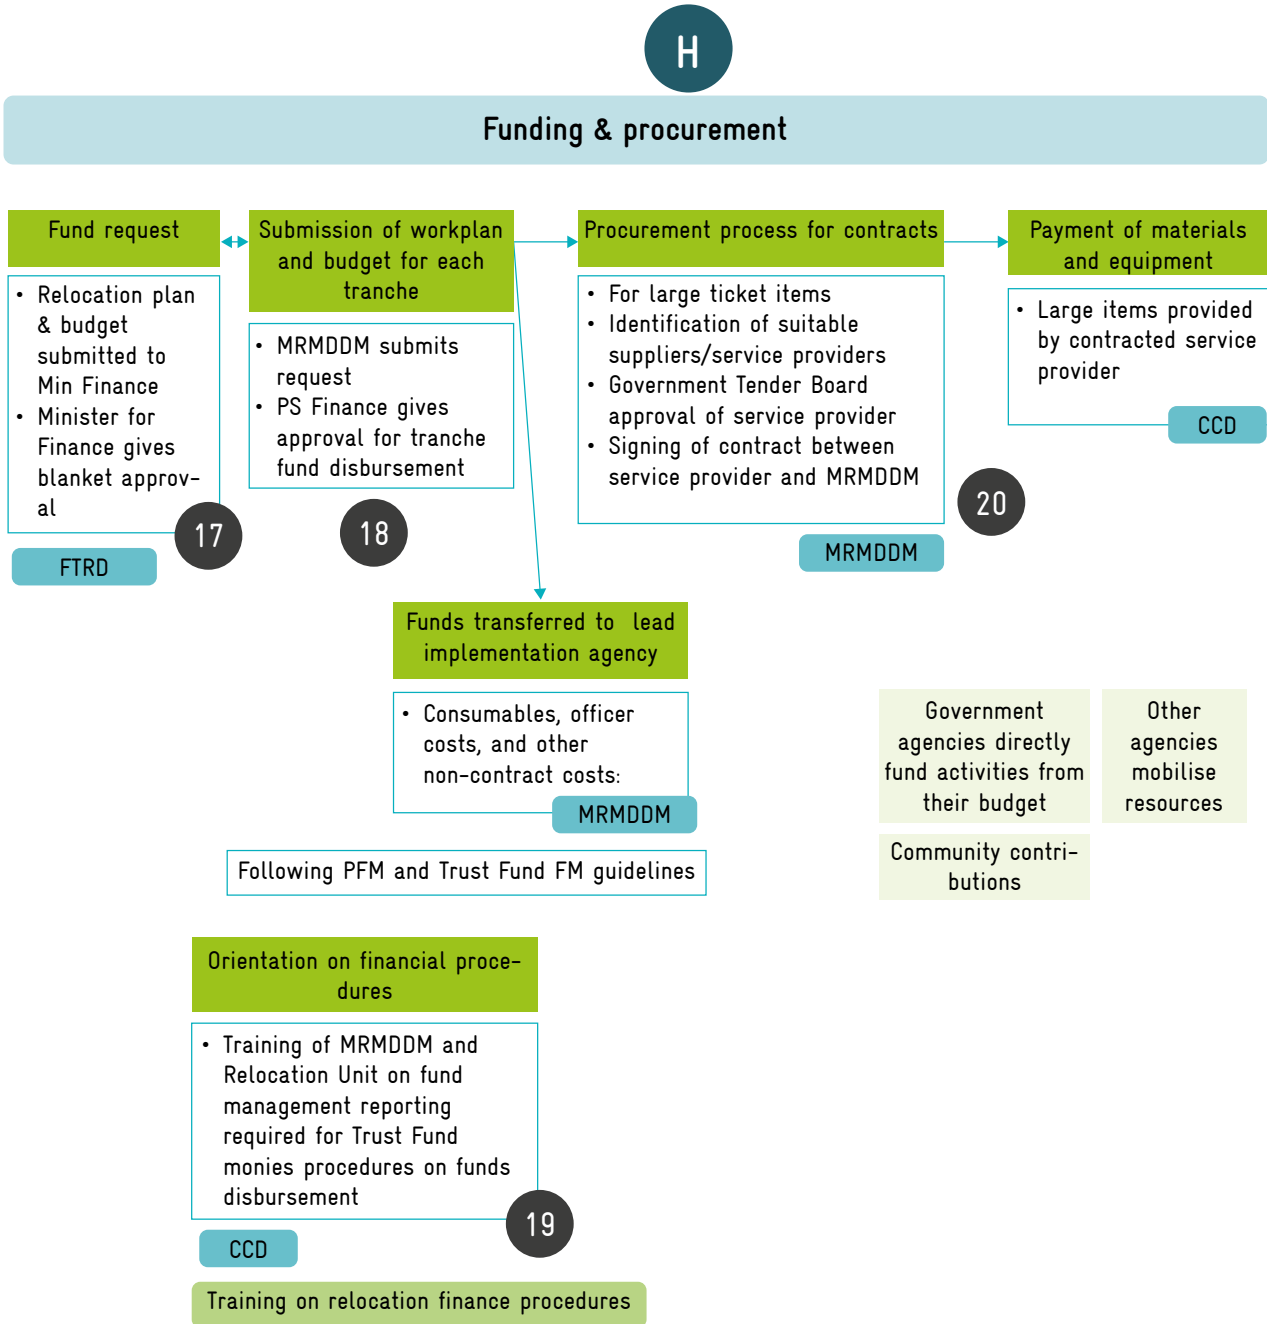 H
Funding & procurement
Fund request
• Relocation plan
& budget
submitted to
Min Finance
• Minister for
Finance gives
blanket approv-
al
17
FTRD
Submission of workplan
and budget for each
tranche
• MRMDDM submits
request
• PS Finance gives
approval for tranche
fund disbursement
18
Procurement process for contracts
• For large ticket items
• Identification of suitable
suppliers/service providers
• Government Tender Board
approval of service provider
• Signing of contract between
service provider and MRMDDM
20
MRMDDM
Payment of materials
and equipment
• Large items provided
by contracted service
provider
CCD
Funds transferred to lead
implementation agency
• Consumables, officer
costs, and other
non-contract costs:
MRMDDM
Following PFM and Trust Fund FM guidelines
Government
agencies directly
fund activities from
their budget
Other
agencies
mobilise
resources
Community contri-
butions
Orientation on financial proce-
dures
• Training of MRMDDM and
Relocation Unit on fund
management reporting
required for Trust Fund
monies procedures on funds
disbursement
19
CCD
Training on relocation finance procedures